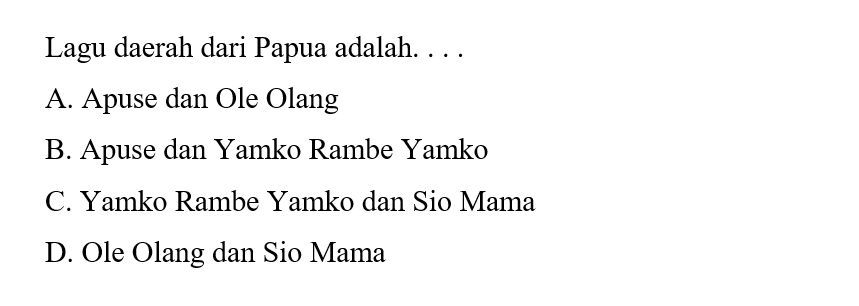 Lagu daerah dari Papua adalah. . . .
A. Apuse dan Ole Olang
B. Apuse dan Yamko Rambe Yamko
C. Yamko Rambe Yamko dan Sio Mama
D. Ole Olang dan Sio Mama